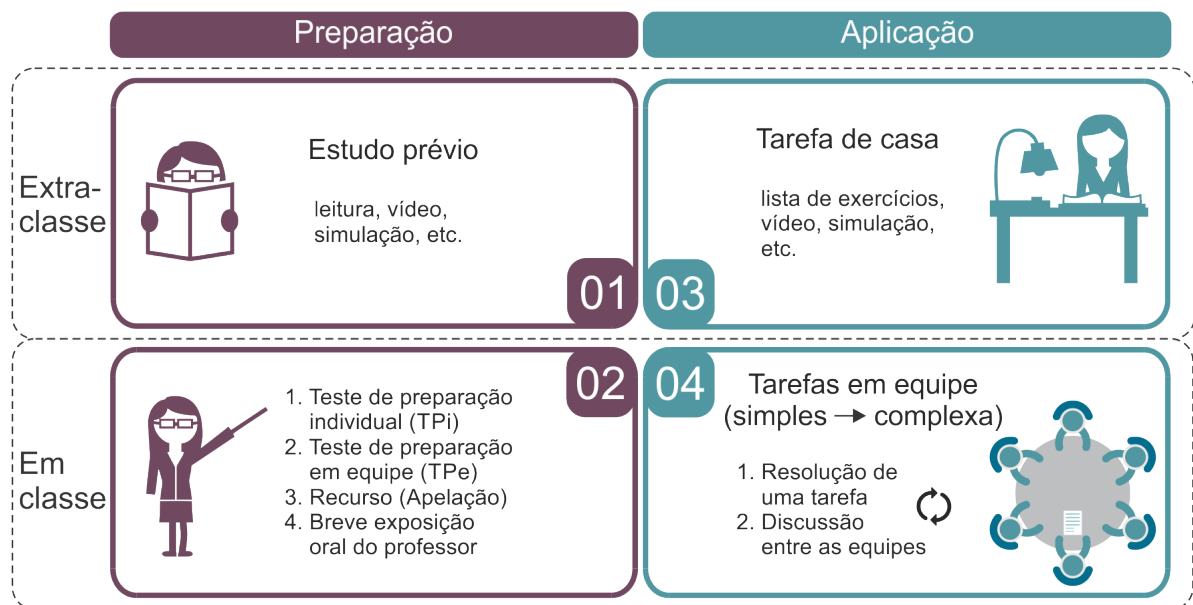 Preparação
Aplicação
Extra-
classe
Estudo prévio
leitura, vídeo,
simulação, etc.
01
Tarefa de casa
lista de exercícios,
vídeo, simulação,
etc.
03
Em
classe
1. Teste de preparação
individual (TPi)
2. Teste de preparação
em equipe (TPe)
3. Recurso (Apelação)
4. Breve exposição
oral do professor
02
04
Tarefas em equipe
(simples → complexa)
1. Resolução de
uma tarefa
2. Discussão
entre as equipes